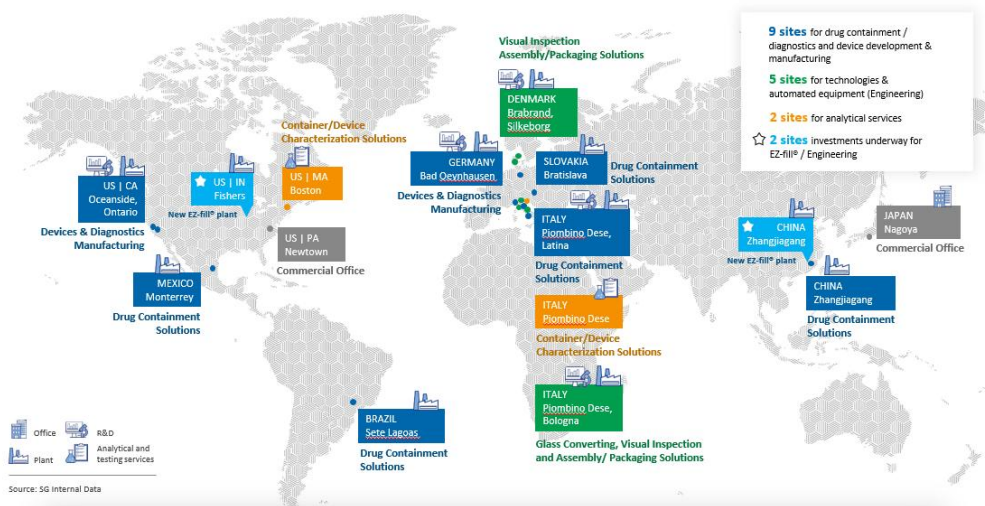 9 sites for drug containment /
diagnostics and device development &
manufacturing
5 sites for technologies &
automated equipment (Engineering)
2 sites for analytical services
2 sites investments underway for
EZ-fill® / Engineering
Visual Inspection
Assembly/Packaging Solutions
DENMARK
Brabrand,
Silkeborg
Container/Device
Characterization Solutions
US | MA
Boston
GERMANY
Bad Oeynhausen
Devices & Diagnostics
Manufacturing
SLOVAKIA
Bratislava
Drug Containment
Solutions
US | CA
Oceanside,
Ontario
Devices & Diagnostics
Manufacturing
US | IN
Fishers
New EZ-fill® plant
US | PA
Newtown
Commercial Office
ITALY
Piombino Dese,
Latina
Drug Containment
Solutions
CHINA
Zhangjiagang
New EZ-fill® plant
JAPAN
Nagoya
Commercial Office
MEXICO
Monterrey
Drug Containment
Solutions
CHINA
Zhangjiagang
Drug Containment
Solutions
ITALY
Piombino Dese
Container/Device
Characterization Solutions
ITALY
Piombino Dese,
Bologna
Glass Converting, Visual Inspection
and Assembly/ Packaging Solutions
BRAZIL
Sete Lagoas
Drug Containment
Solutions
Office
R&D
Plant
Analytical and
testing services
Source: SG Internal Data